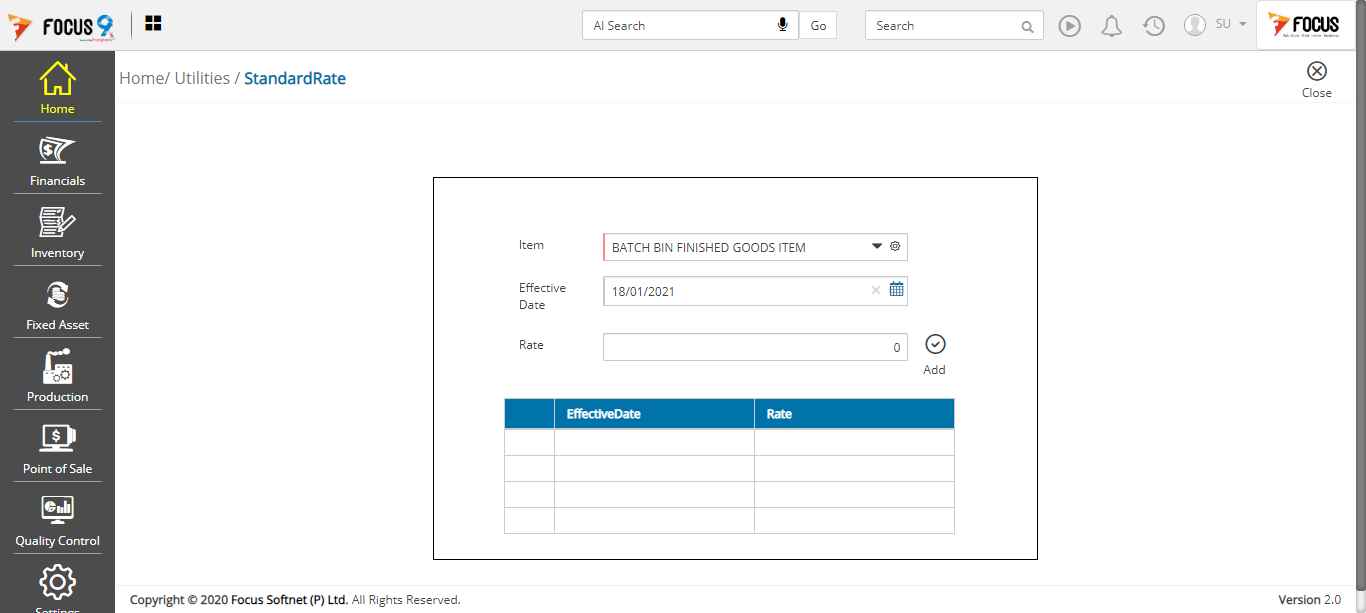 FOCUS 9
AI Search
Go
Search
SU
FOCUS
Home
Financials
Inventory
Fixed Asset
Production
Point of Sale
Quality Control
Settings
Home/ Utilities / StandardRate
Close
Item
BATCH BIN FINISHED GOODS ITEM
Effective
Date
18/01/2021
Rate
0
Add
EffectiveDate
Rate
Copyright © 2020 Focus Softnet (P) Ltd. All Rights Reserved.
Version 2.0